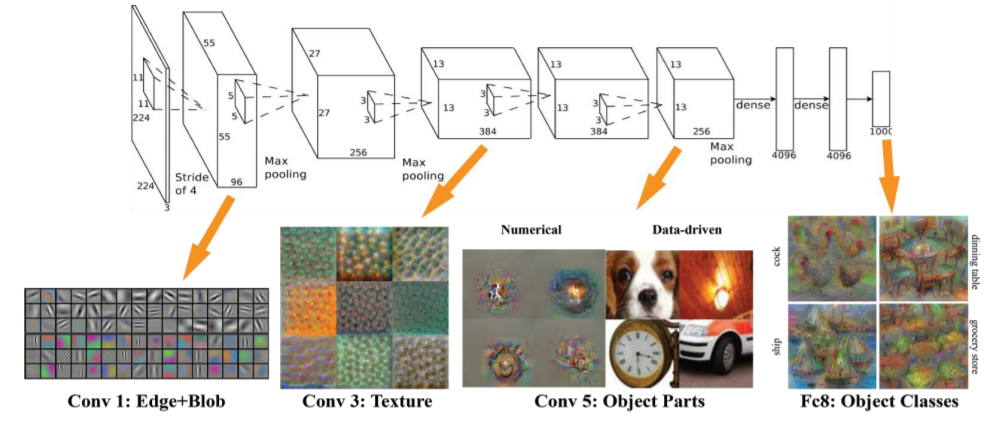 11
11
224
224
3
Stride
of 4
55
55
5
5
96
Max
pooling
27
27
256
Max
pooling
3
3
13
13
384
3
3
13
13
384
3
3
13
13
256
Max
pooling
dense
4096
dense
4096
1000
Numerical
Data-driven
cock
ship
dinning table
grocery store
Conv 1: Edge+Blob
Conv 3: Texture
Conv 5: Object Parts
Fc8: Object Classes